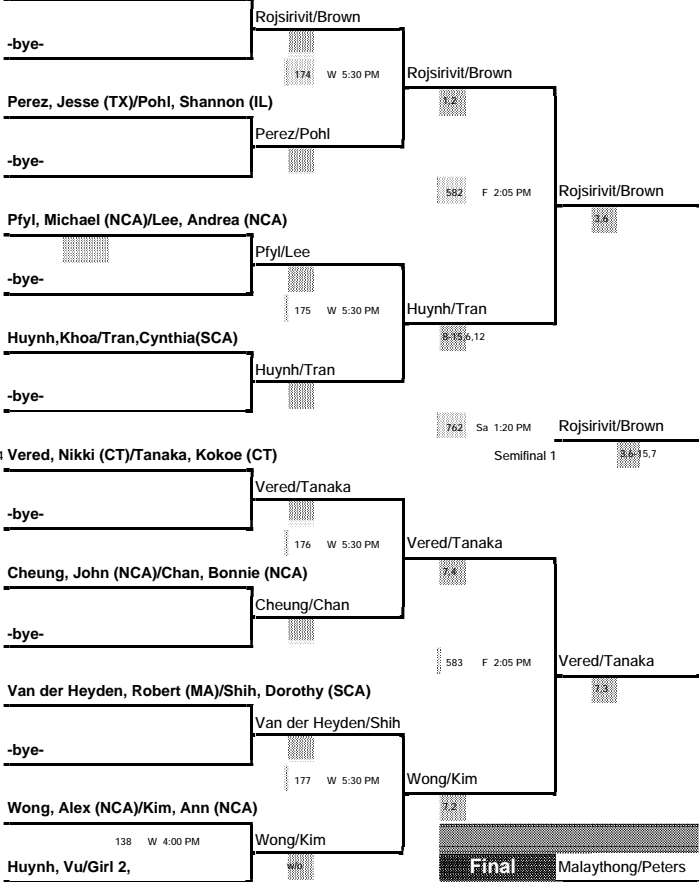 Rojsirivit/Brown
-bye-
174 W 5:30 PM
Rojsirivit/Brown
1,2
Perez, Jesse (TX)/Pohl, Shannon (IL)
Perez/Pohl
-bye-
582 F 2:05 PM
Rojsirivit/Brown
3,6
Pfyl, Michael (NCA)/Lee, Andrea (NCA)
Pfyl/Lee
-bye-
175 W 5:30 PM
Huynh/Tran
8-15,6,12
Huynh,Khoa/Tran,Cynthia(SCA)
Huynh/Tran
-bye-
762 Sa 1:20 PM
Rojsirivit/Brown
Semifinal 1
3,6-15,7
4 Vered, Nikki (CT)/Tanaka, Kokoe (CT)
Vered/Tanaka
-bye-
176 W 5:30 PM
Vered/Tanaka
7,4
Cheung, John (NCA)/Chan, Bonnie (NCA)
Cheung/Chan
-bye-
583 F 2:05 PM
Vered/Tanaka
7,3
Van der Heyden, Robert (MA)/Shih, Dorothy (SCA)
Van der Heyden/Shih
-bye-
177 W 5:30 PM
Wong/Kim
7,2
Wong, Alex (NCA)/Kim, Ann (NCA)
138 W 4:00 PM
Wong/Kim
w/o
Huynh, Vu/Girl 2,
Final
Malaythong/Peters